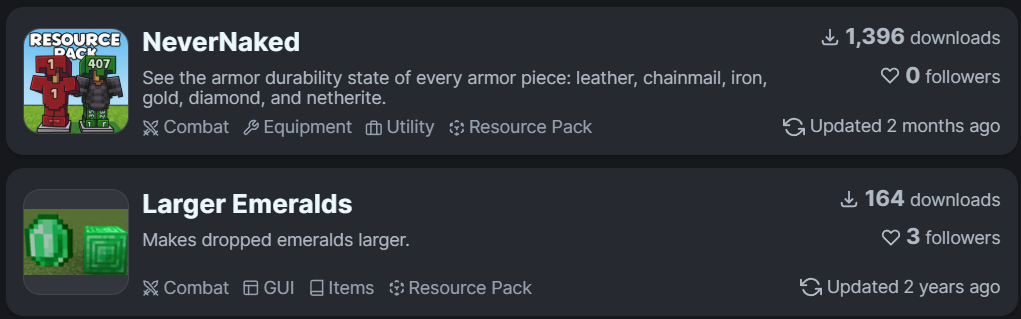 RESOURCE
PACK
1
407
1
NeverNaked
1,396 downloads
See the armor durability state of every armor piece: leather, chainmail, iron,
gold, diamond, and netherite.
0 followers
Combat Equipment Utility Resource Pack
Updated 2 months ago
Larger Emeralds
164 downloads
Makes dropped emeralds larger.
3 followers
Combat GUI Items Resource Pack
Updated 2 years ago